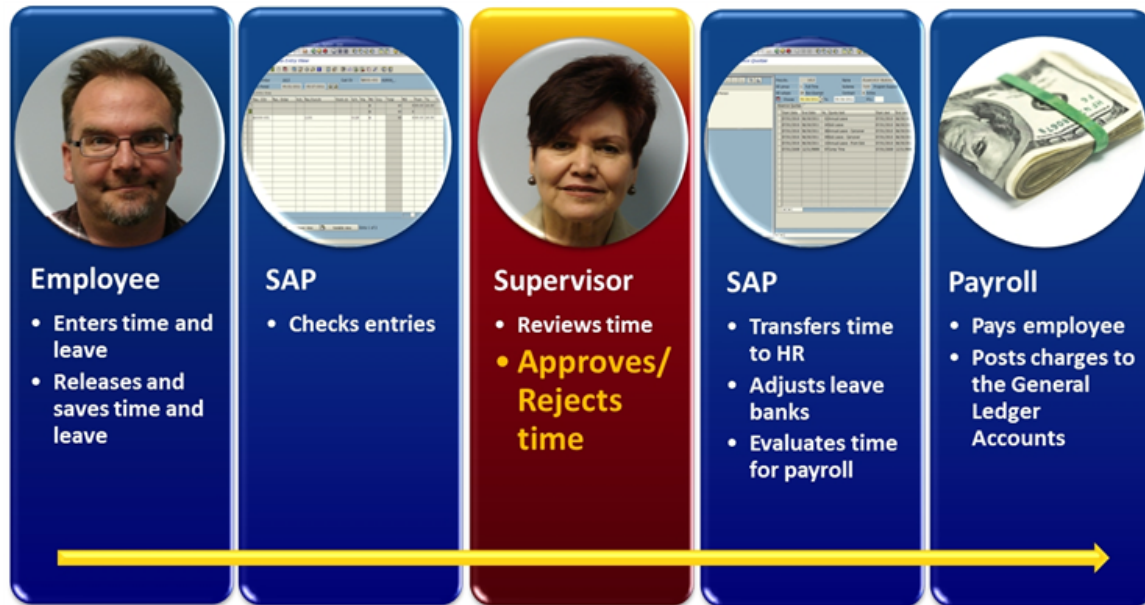 Employee
• Enters time and
leave
• Releases and
saves time and
leave
SAP
• Checks entries
Supervisor
• Reviews time
• Approves/
Rejects
time
SAP
• Transfers time
to HR
• Adjusts leave
banks
• Evaluates time
for payroll
Payroll
• Pays employee
• Posts charges to
the General
Ledger
Accounts